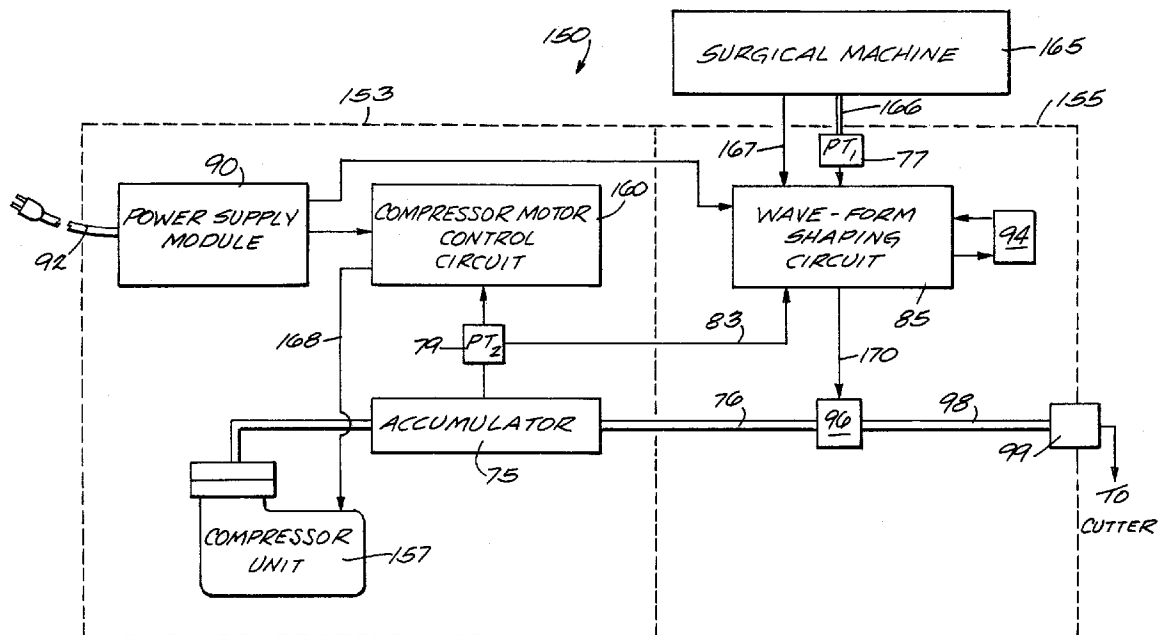 150
SURGICAL MACHINE
165
153
166
155
167
PT1
77
90
POWER SUPPLY
MODULE
92
COMPRESSOR MOTOR
CONTROL
CIRCUIT
160
WAVE-FORM
SHAPING
CIRCUIT
94
85
168
79
PT2
83
170
ACCUMULATOR
75
76
96
98
99
TO
CUTTER
COMPRESSOR
UNIT
157